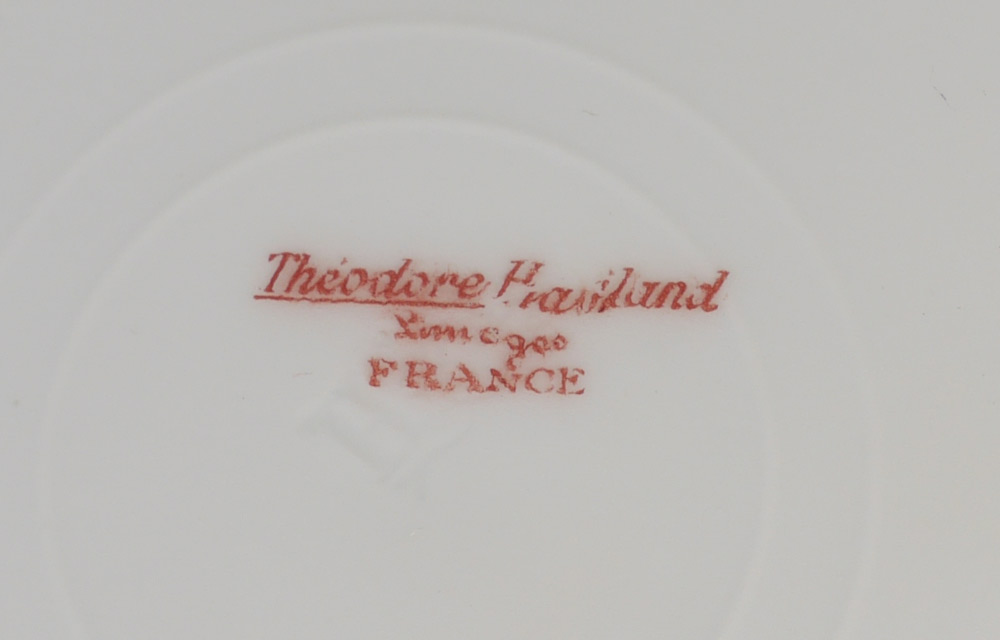 Théodore Haviland
Limoges
FRANCE